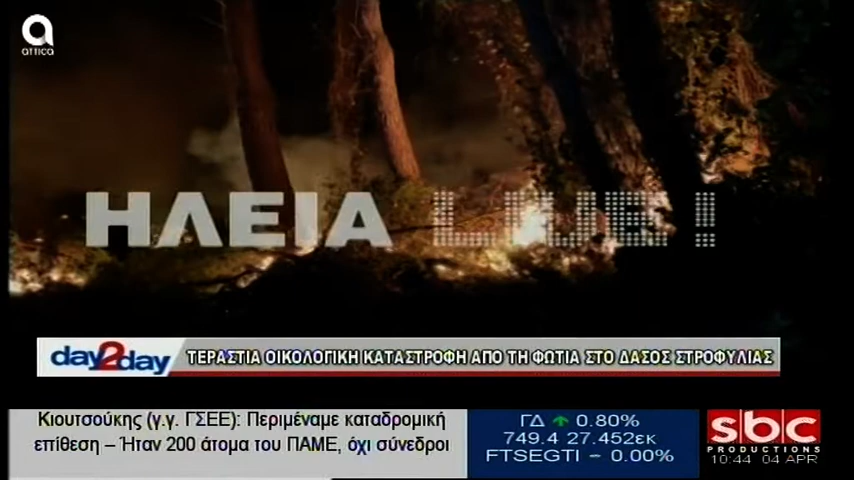 αttica
ΗΛΕΙΑ LIVE!
day2day ΤΕΡΑΣΤΙΑ ΟΙΚΟΛΟΓΙΚΗ ΚΑΤΑΣΤΡΟΦΗ ΑΠΟ ΤΗ ΦΩΤΙΑ ΣΤΟ ΔΑΣΟΣ ΣΤΡΟΦΥΛΙΑΣ
Κιουτσούκης (γ.γ. ΓΣΕΕ): Περιμέναμε καταδρομική
επίθεση – Ήταν 200 άτομα του ΠΑΜΕ, όχι σύνεδροι
ΓΔ 0.80%
749.4 27.452εκ
FTSEGTI – 0.00%
sbc
PRODUCTIONS
10:44 04 APR